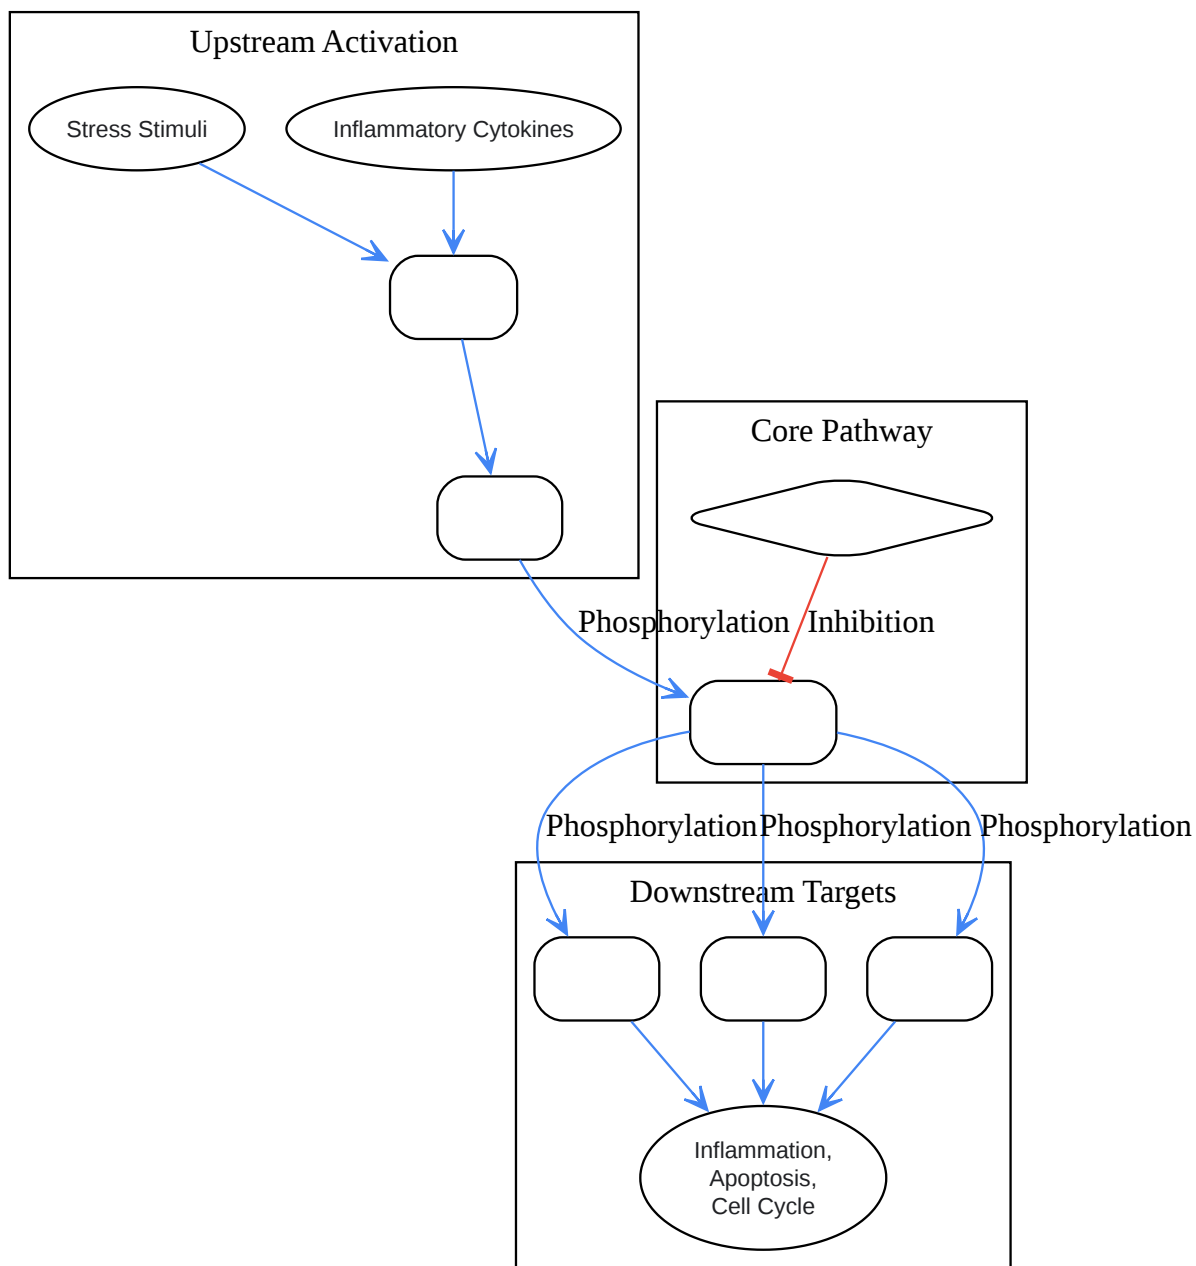 Upstream Activation
Stress Stimuli
Inflammatory Cytokines
Core Pathway
Phosphorylation
Inhibition
Phosphorylation
Phosphorylation
Phosphorylation
Downstream Targets
Inflammation,
Apoptosis,
Cell Cycle